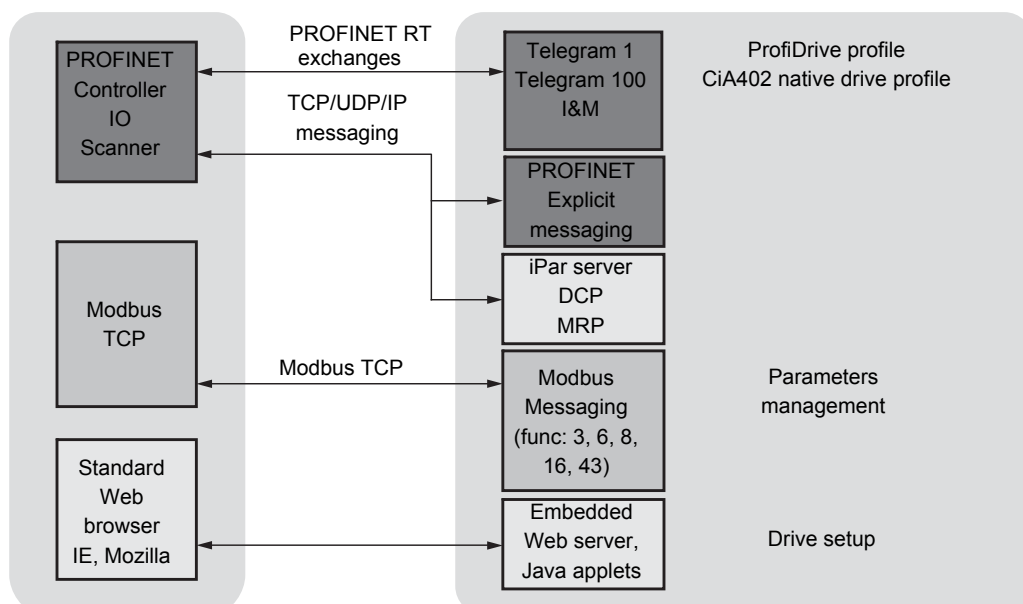 PROFINET
Controller
IO
Scanner
PROFINET RT
exchanges
TCP/UDP/IP
messaging
Telegram 1
Telegram 100
I&M
ProfiDrive profile
CiA402 native drive profile
PROFINET
Explicit
messaging
iPar server
DCP
MRP
Modbus
TCP
Modbus TCP
Modbus
Messaging
(func: 3, 6, 8,
16, 43)
Parameters
management
Standard
Web
browser
IE, Mozilla
Embedded
Web server,
Java applets
Drive setup